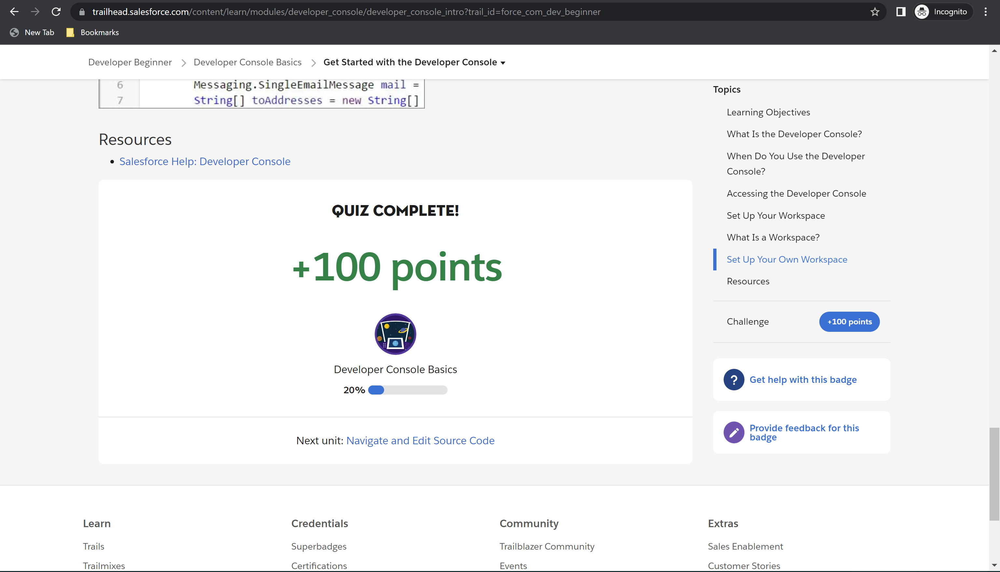 trailhead.salesforce.com/content/learn/modules/developer_console/developer_console_intro?trail_id=force_com_dev_beginner
Incognito
New Tab
Bookmarks
Developer Beginner
Developer Console Basics
Get Started with the Developer Console
6 Messaging.SingleEmailMessage mail =
7 String[] toAddresses = new String[]
Resources
Salesforce Help: Developer Console
QUIZ COMPLETE!
+100 points
Developer Console Basics
20%
Next unit: Navigate and Edit Source Code
Topics
Learning Objectives
What Is the Developer Console?
When Do You Use the Developer
Console?
Accessing the Developer Console
Set Up Your Workspace
What Is a Workspace?
Set Up Your Own Workspace
Resources
Challenge
+100 points
?
Get help with this badge
Provide feedback for this
badge
Learn
Trails
Trailmixes
Credentials
Superbadges
Certifications
Community
Trailblazer Community
Events
Extras
Sales Enablement
Customer Stories